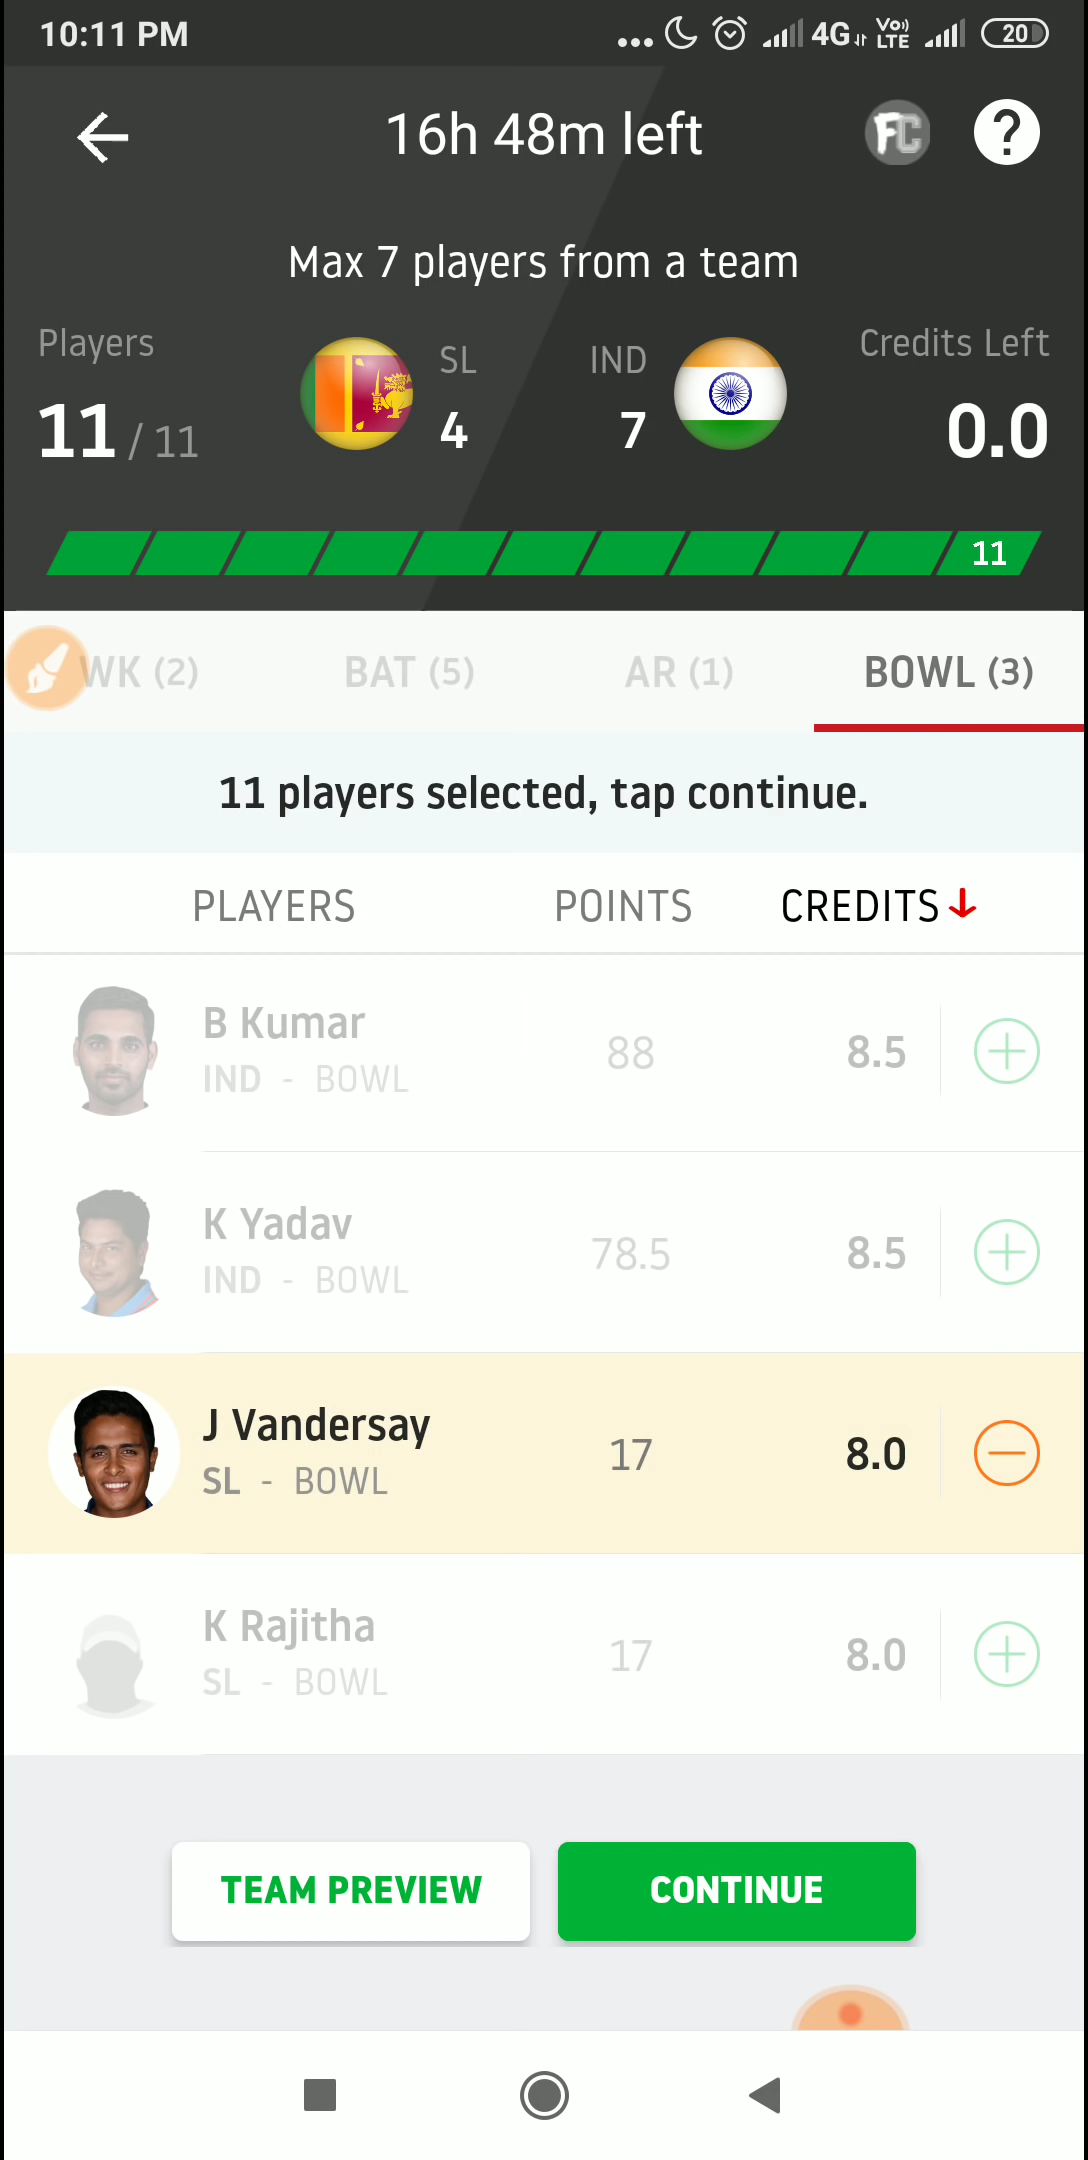 10:11 PM
4G
Vo))
LTE
20
16h 48m left
FC
?
Max 7 players from a team
Players
SL
IND
Credits Left
11 / 11
4
7
0.0
11
WK (2)
BAT (5)
AR (1)
BOWL (3)
11 players selected, tap continue.
PLAYERS
POINTS
CREDITS
B Kumar
IND - BOWL
88
8.5
K Yadav
IND - BOWL
78.5
8.5
J Vandersay
SL - BOWL
17
8.0
K Rajitha
SL - BOWL
17
8.0
TEAM PREVIEW
CONTINUE